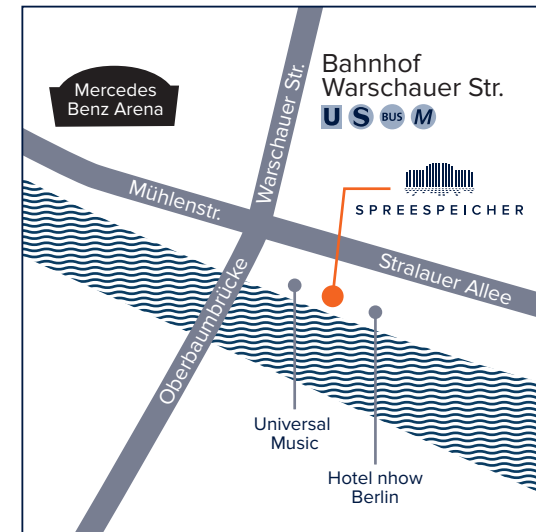 Mercedes
Benz Arena
Bahnhof
Warschauer Str.
U S BUS M
Warschauer Str.
Mühlenstr.
SPREESPEICHER
Stralauer Allee
Oberbaumbrücke
Universal
Music
Hotel nhow
Berlin